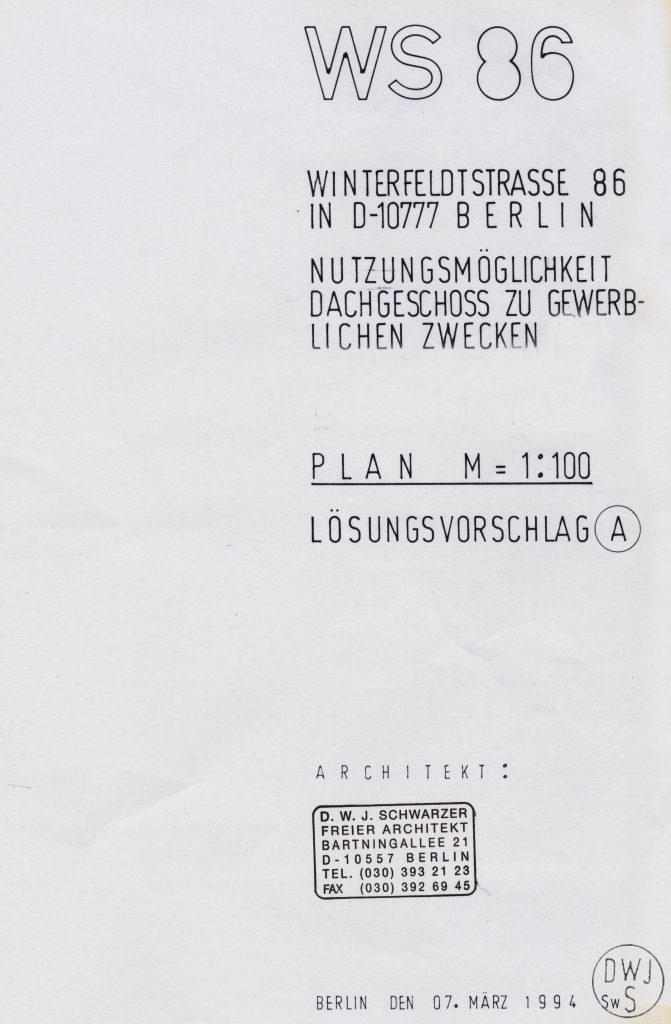 WS 86
WINTERFELDTSTRASSE 86
IN D-10777 BERLIN
NUTZUNGSMÖGLICHKEIT
DACHGESCHOSS ZU GEWERB-
LICHEN ZWECKEN
PLAN M = 1:100
LÖSUNGSVORSCHLAG A
ARCHITEKT:
D. W. J. SCHWARZER
FREIER ARCHITEKT
BARTNINGALLEE 21
D-10557 BERLIN
TEL. (030) 393 21 23
FAX (030) 392 69 45
BERLIN DEN 07. MÄRZ 1994
DWJ
SWS